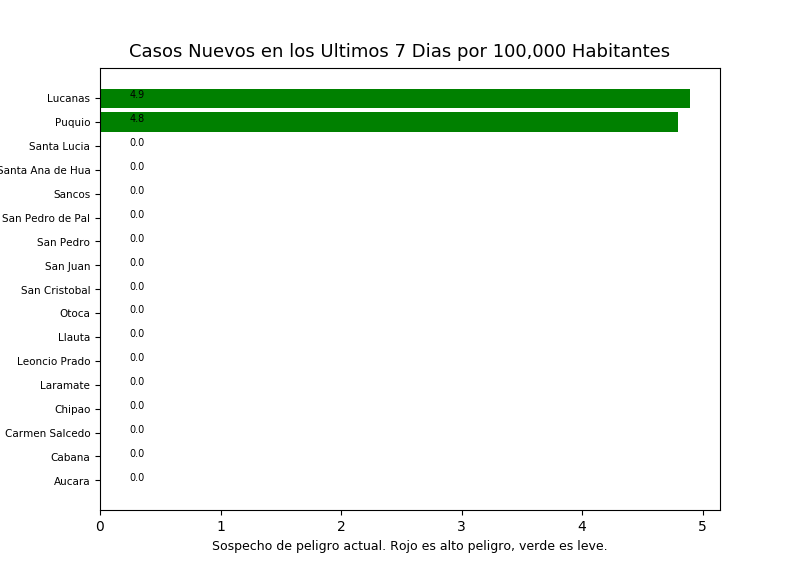 Casos Nuevos en los Ultimos 7 Dias por 100,000 Habitantes
Lucanas 4.9
Puquio 4.8
Santa Lucia 0.0
Santa Ana de Hua 0.0
Sancos 0.0
San Pedro de Pal 0.0
San Pedro 0.0
San Juan 0.0
San Cristobal 0.0
Otoca 0.0
Llauta 0.0
Leoncio Prado 0.0
Laramate 0.0
Chipao 0.0
Carmen Salcedo 0.0
Cabana 0.0
Aucara 0.0
0 1 2 3 4 5
Sospecho de peligro actual. Rojo es alto peligro, verde es leve.